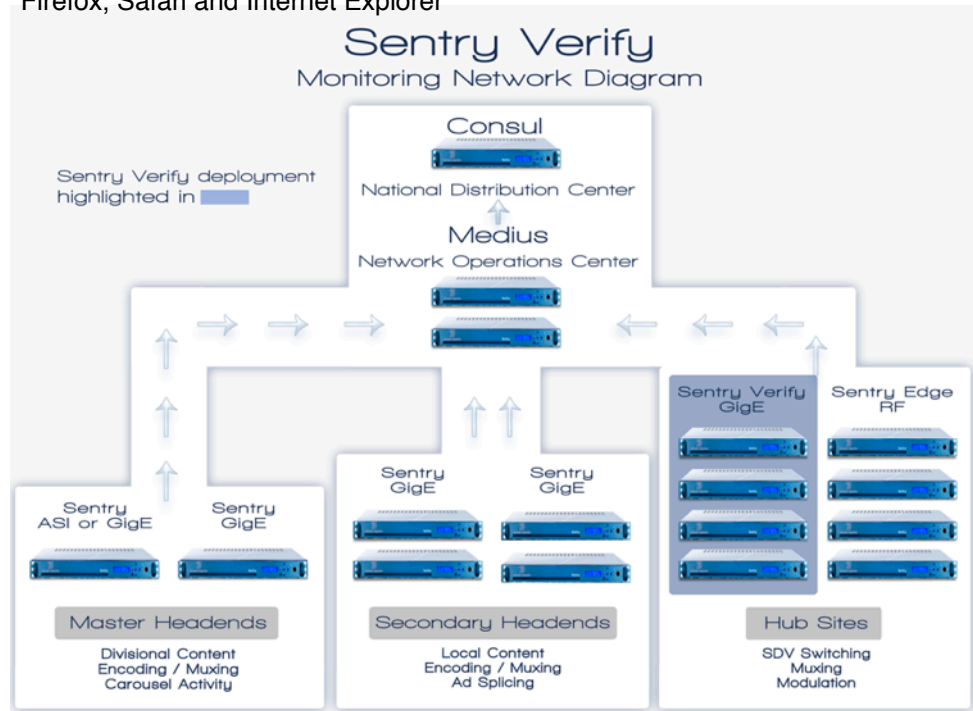 Firefox, Safari and Internet Explorer
Sentry Verify
Monitoring Network Diagram
Consul
National Distribution Center
Sentry Verify deployment
highlighted in
Medius
Network Operations Center
Sentry Verify
GigE
Sentry Edge
RF
Sentry
GigE
Sentry
GigE
Sentry
ASI or GigE
Sentry
GigE
Master Headends
Divisional Content
Encoding / Muxing
Carousel Activity
Secondary Headends
Local Content
Encoding / Muxing
Ad Splicing
Hub Sites
SDV Switching
Muxing
Modulation